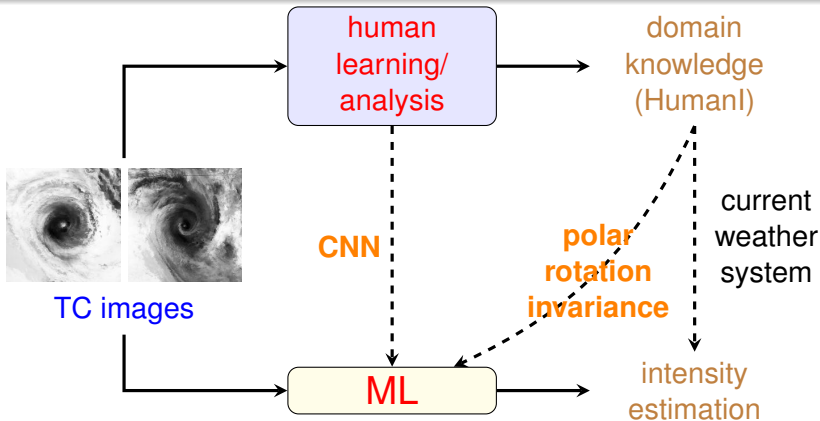 human
learning/
analysis
domain
knowledge
(HumanI)
CNN
polar
rotation
invariance
current
weather
system
TC images
ML
intensity
estimation